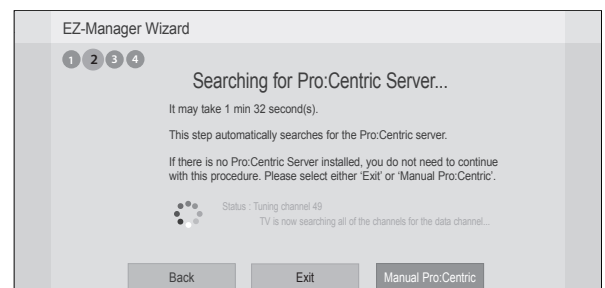 EZ-Manager Wizard
1 2 3 4
Searching for Pro:Centric Server...
It may take 1 min 32 second(s).
This step automatically searches for the Pro:Centric server.
If there is no Pro:Centric Server installed, you do not need to continue
with this procedure. Please select either ‘Exit’ or ‘Manual Pro:Centric’.
Status : Tuning channel 49
TV is now searching all of the channels for the data channel...
Back Exit Manual Pro:Centric